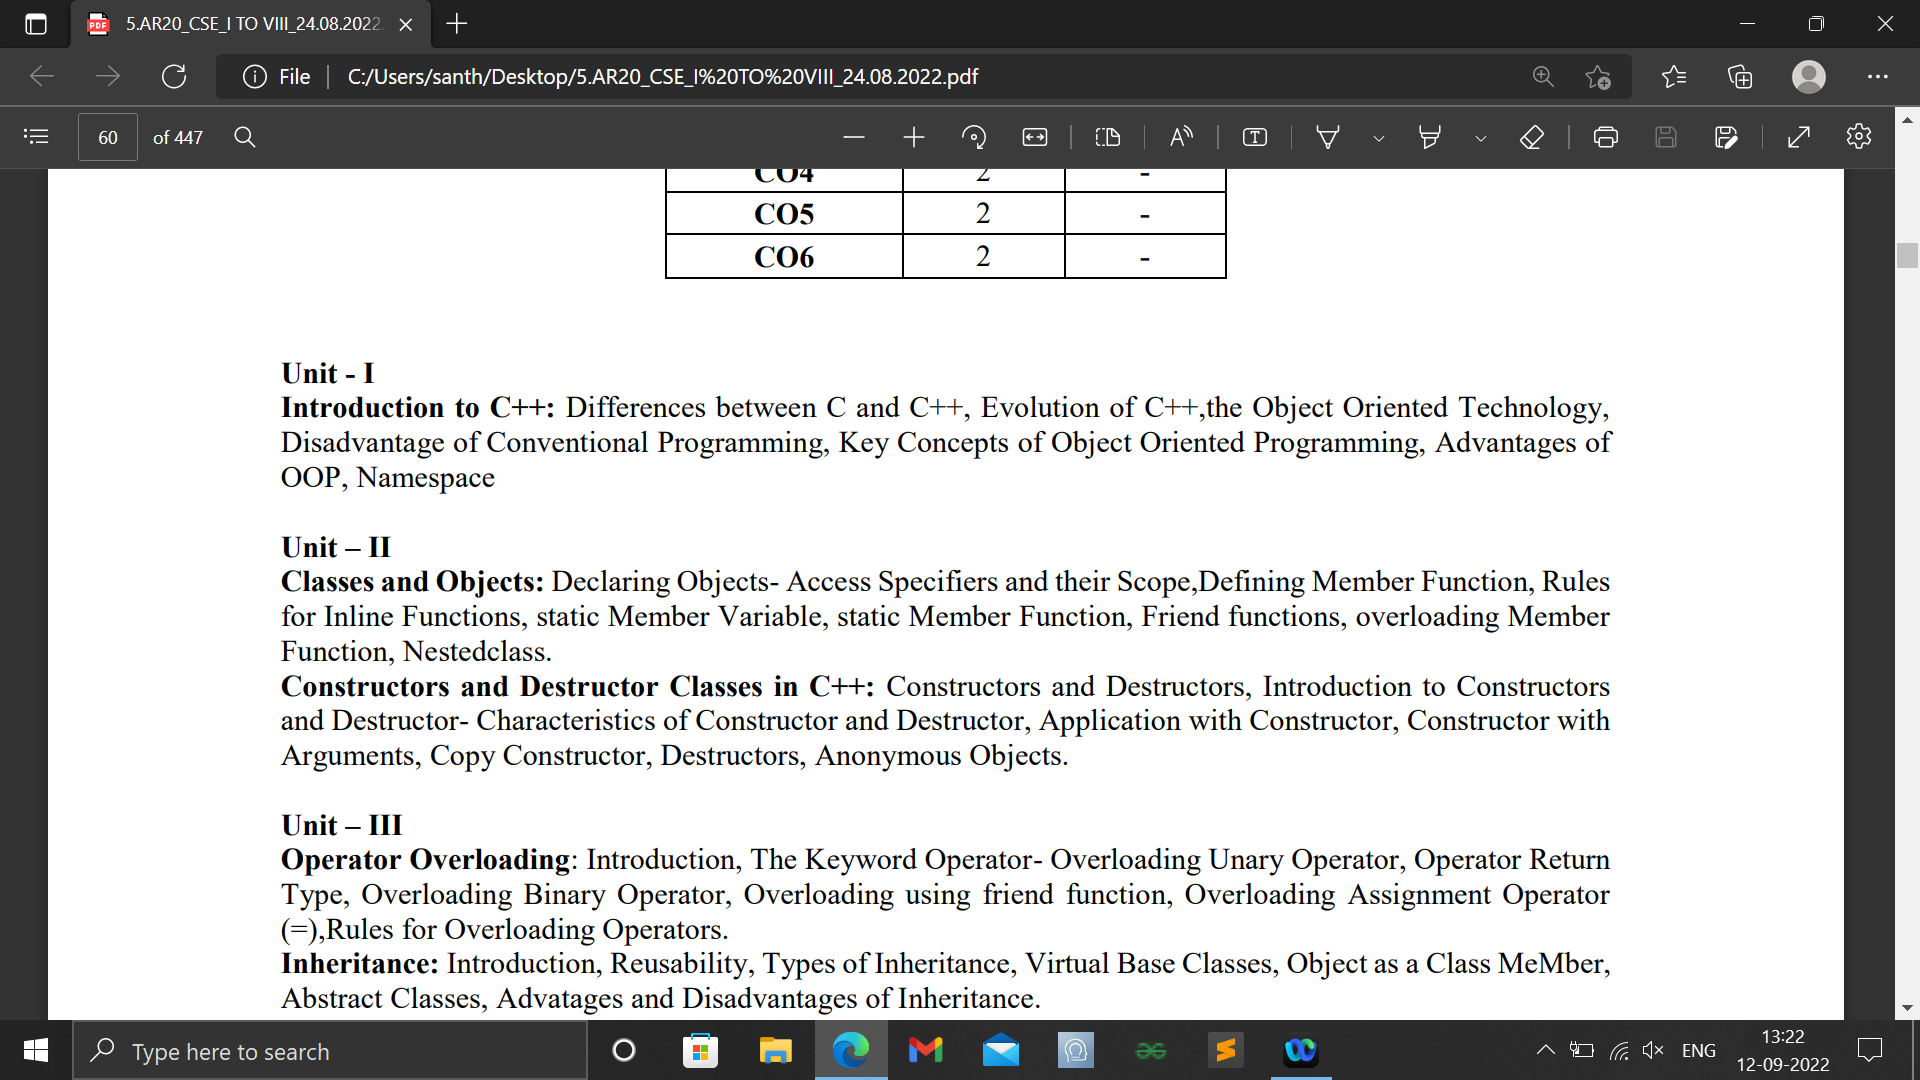 5.AR20_CSE_I TO VIII_24.08.2022
File
C:/Users/santh/Desktop/5.AR20_CSE_I%20TO%20VIII_24.08.2022.pdf
60 of 447
CO4 2 -
CO5 2 -
CO6 2 -
Unit - I
Introduction to C++: Differences between C and C++, Evolution of C++,the Object Oriented Technology,
Disadvantage of Conventional Programming, Key Concepts of Object Oriented Programming, Advantages of
OOP, Namespace
Unit – II
Classes and Objects: Declaring Objects- Access Specifiers and their Scope,Defining Member Function, Rules
for Inline Functions, static Member Variable, static Member Function, Friend functions, overloading Member
Function, Nestedclass.
Constructors and Destructor Classes in C++: Constructors and Destructors, Introduction to Constructors
and Destructor- Characteristics of Constructor and Destructor, Application with Constructor, Constructor with
Arguments, Copy Constructor, Destructors, Anonymous Objects.
Unit – III
Operator Overloading: Introduction, The Keyword Operator- Overloading Unary Operator, Operator Return
Type, Overloading Binary Operator, Overloading using friend function, Overloading Assignment Operator
(=),Rules for Overloading Operators.
Inheritance: Introduction, Reusability, Types of Inheritance, Virtual Base Classes, Object as a Class MeMber,
Abstract Classes, Advatages and Disadvantages of Inheritance.
Type here to search
ENG
13:22
12-09-2022